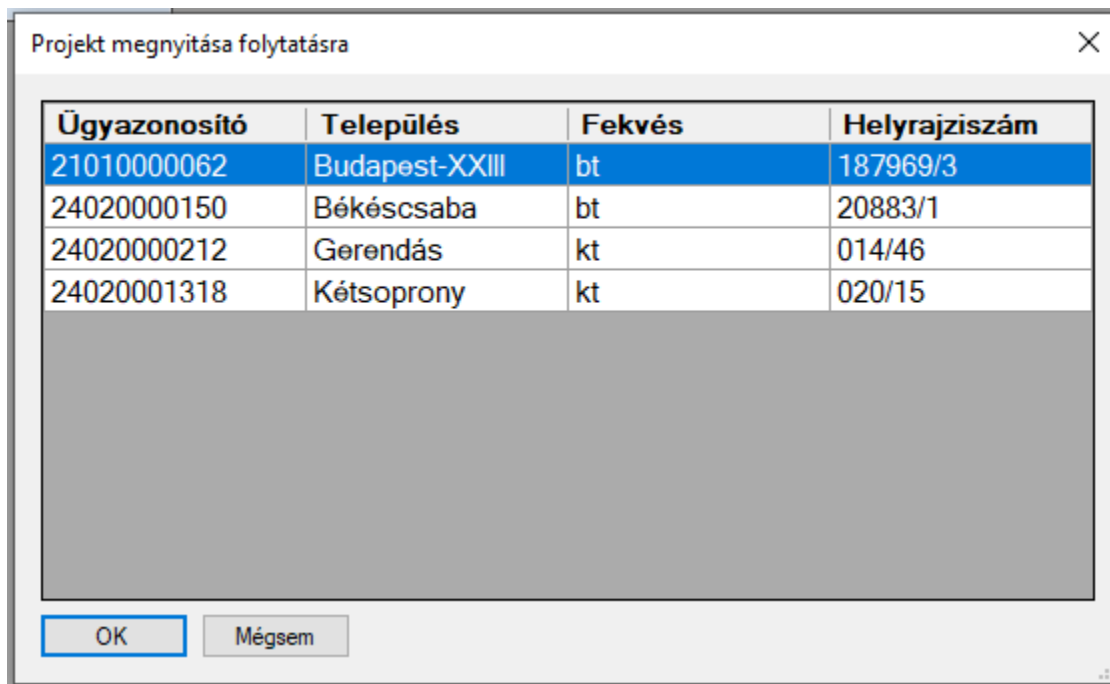 Projekt megnyitása folytatásra
Ügyazonosító Település Fekvés Helyrajziszám
21010000062 Budapest-XXIII bt 187969/3
24020000150 Békéscsaba bt 20883/1
24020000212 Gerendás kt 014/46
24020001318 Kétsoprony kt 020/15
OK Mégsem